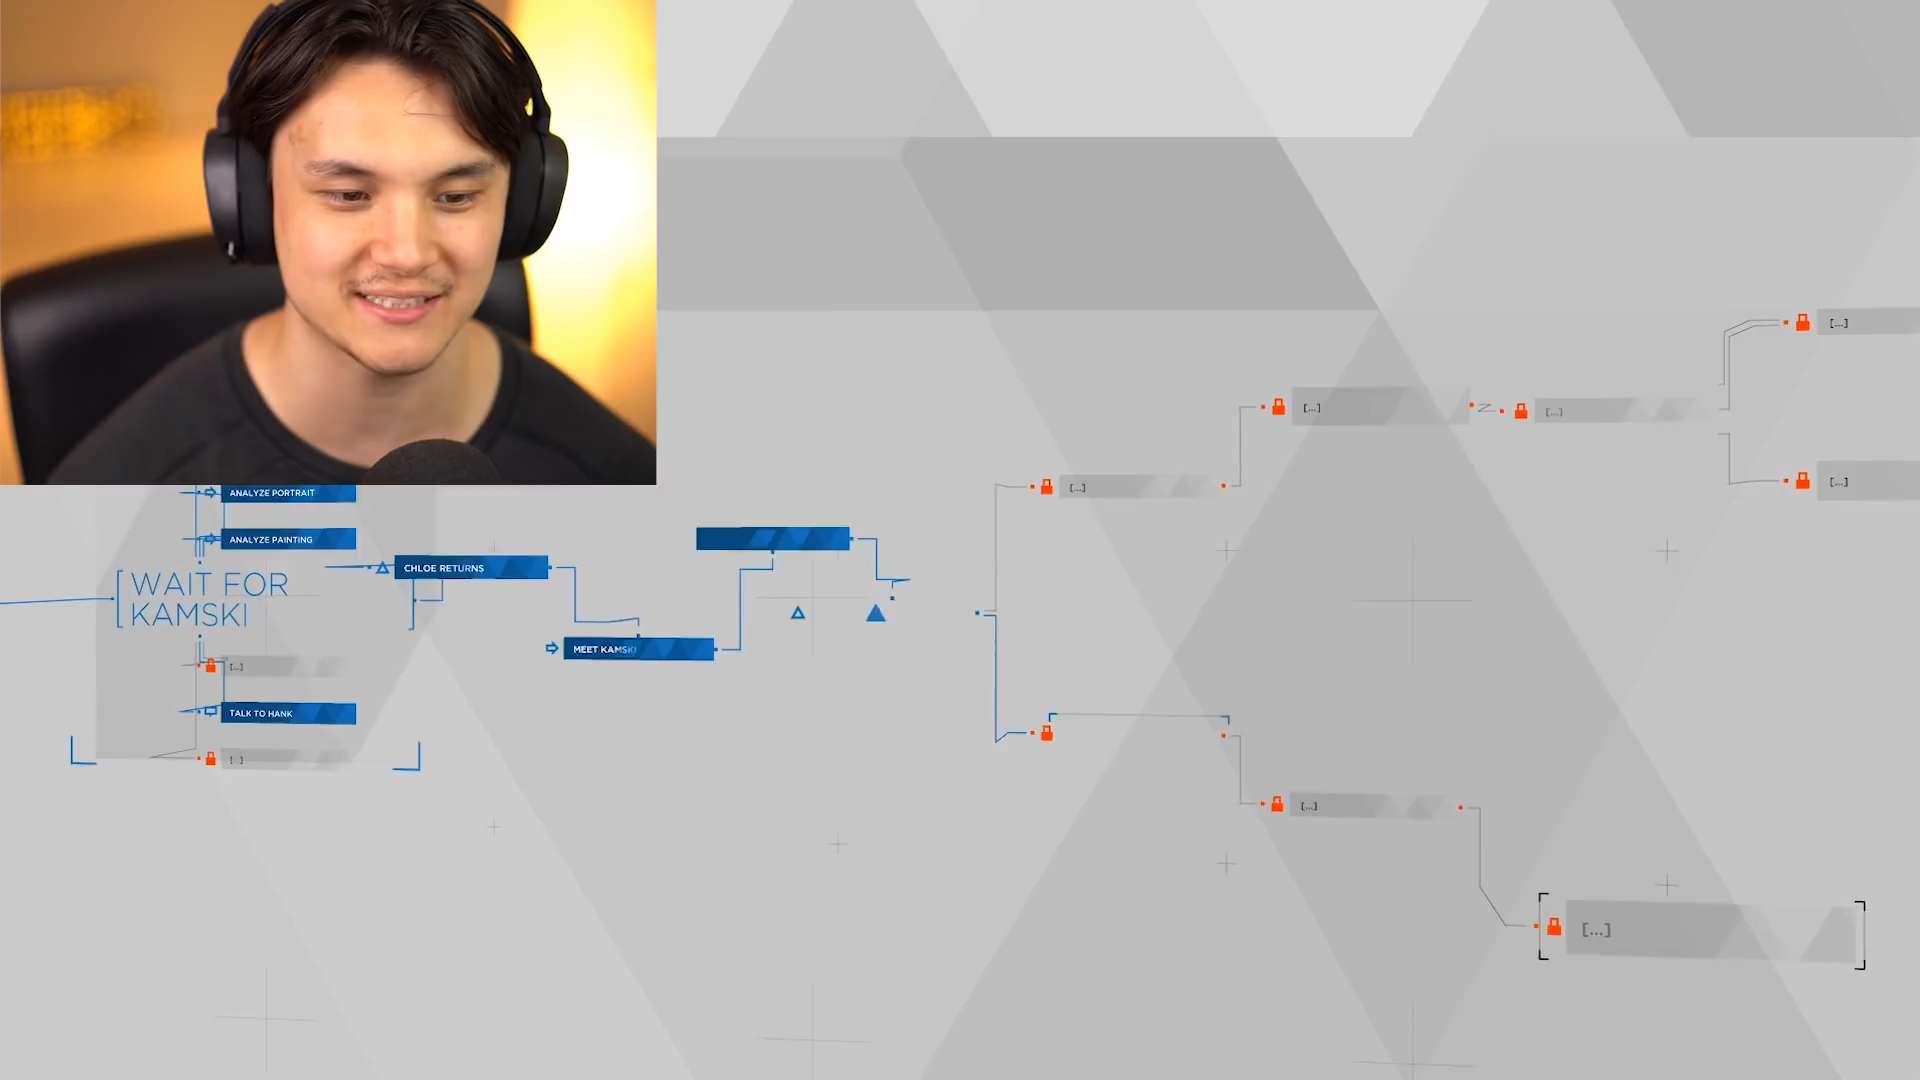 ANALYZE PORTRAIT
ANALYZE PAINTING
CHLOE RETURNS
[WAIT FOR
KAMSKI
MEET KAMSKI
[...]
TALK TO HANK
[...]
[...]
[...]
[...]
[...]
[...]
[...]
[...]